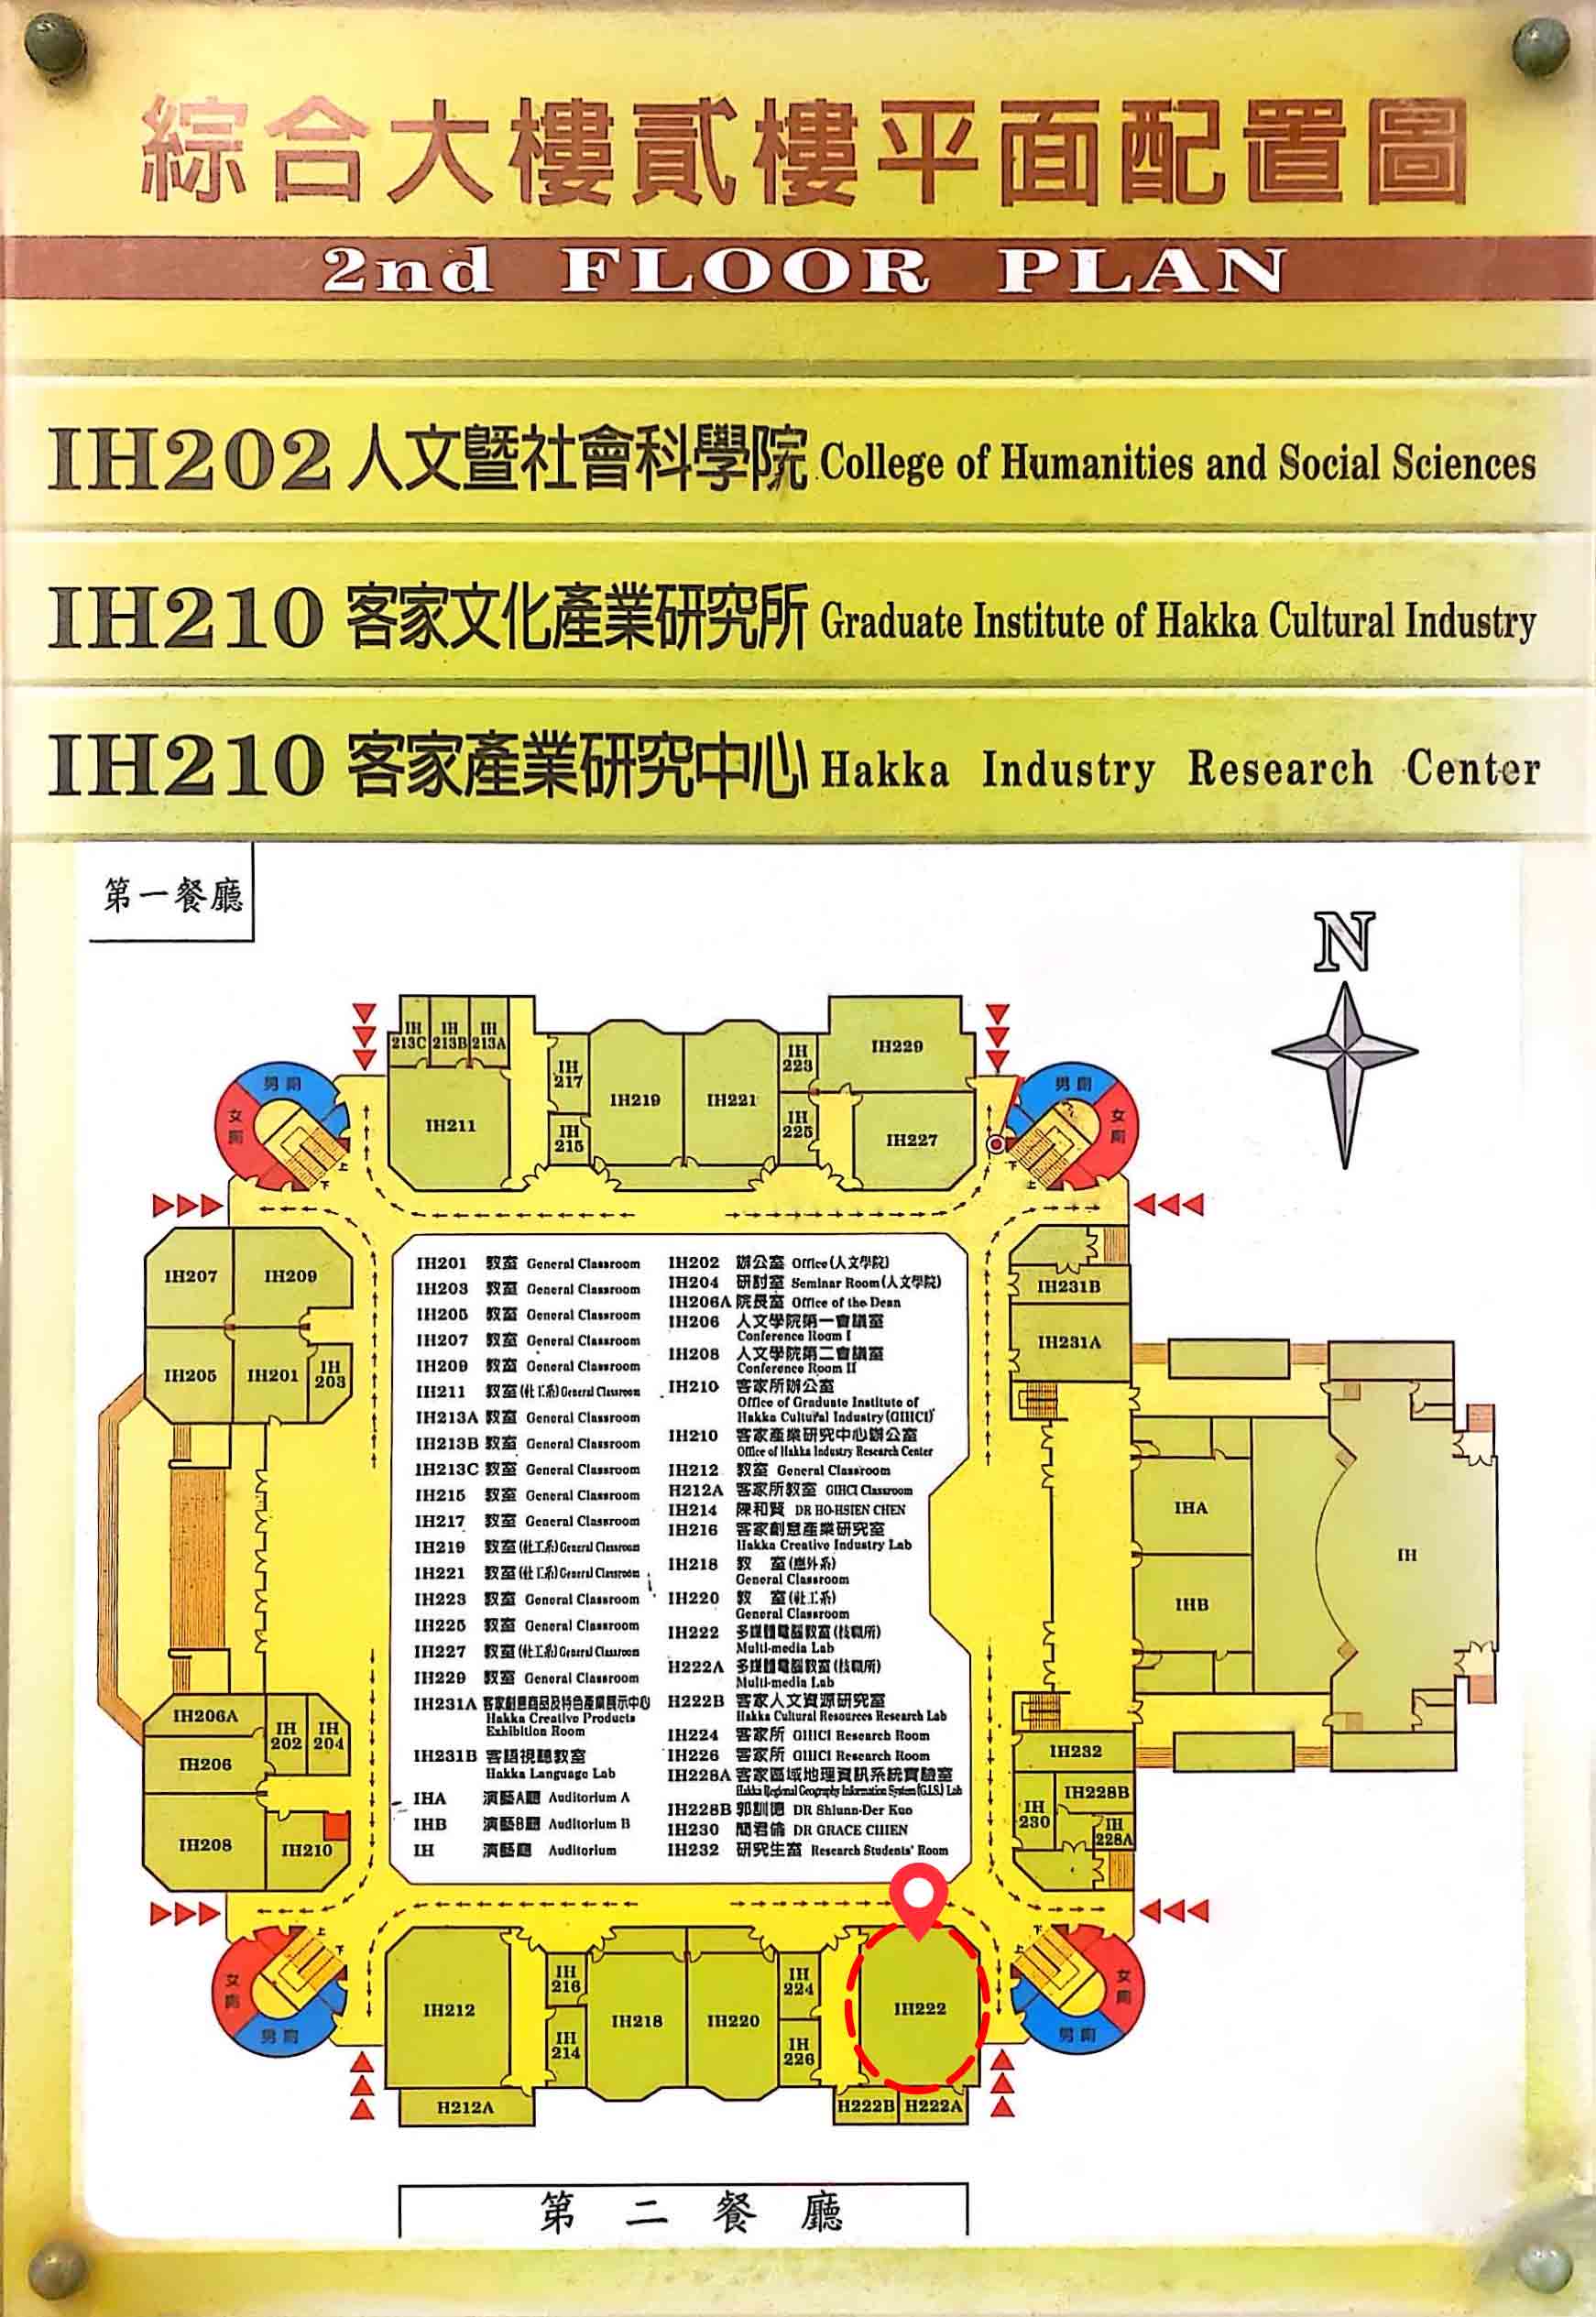 綜合大樓貳樓平面配置圖
2nd FLOOR PLAN
IH202 人文暨社會科學院 College of Humanities and Social Sciences
IH210 客家文化產業研究所 Graduate Institute of Hakka Cultural Industry
IH210 客家產業研究中心 Hakka Industry Research Center
第一餐廳
N
IH 213C
IH 213B
IH 213A
IH211
IH 217
IH 215
IH219
IH221
IH 223
IH 225
IH229
IH227
男廁
女廁
上
下
男廁
女廁
下
上
IH207
IH209
IH205
IH201
IH 203
IH231B
IH231A
IHA
IHB
IH
IH201 教室 General Classroom
IH203 教室 General Classroom
IH205 教室 General Classroom
IH207 教室 General Classroom
IH209 教室 General Classroom
IH211 教室(社工系) General Classroom
IH213A 教室 General Classroom
IH213B 教室 General Classroom
IH213C 教室 General Classroom
IH215 教室 General Classroom
IH217 教室 General Classroom
IH219 教室(社工系) General Classroom
IH221 教室(社工系) General Classroom
IH223 教室 General Classroom
IH225 教室 General Classroom
IH227 教室(社工系) General Classroom
IH229 教室 General Classroom
IH231A 客家創意商品及特色產業展示中心
Hakka Creative Products
Exhibition Room
IH231B 客語視聽教室
Hakka Language Lab
IHA 演藝A廳 Auditorium A
IHB 演藝B廳 Auditorium B
IH 演藝廳 Auditorium
IH202 辦公室 Office(人文學院)
IH204 研討室 Seminar Room(人文學院)
IH206A 院長室 Office of the Dean
IH206 人文學院第一會議室
Conference Room I
IH208 人文學院第二會議室
Conference Room II
IH210 客家所辦公室
Office of Graduate Institute of
Hakka Cultural Industry(GIHCI)
IH210 客家產業研究中心辦公室
Office of Hakka Industry Research Center
IH212 教室 General Classroom
H212A 客家所教室 GIHCI Classroom
IH214 陳和賢 DR HO-HSIEN CHEN
IH216 客家創意產業研究室
Hakka Creative Industry Lab
IH218 教 室(應外系)
General Classroom
IH220 教 室(社工系)
General Classroom
IH222 多媒體電腦教室(技職所)
Multi-media Lab
H222A 多媒體電腦教室(技職所)
Multi-media Lab
H222B 客家人文資源研究室
Hakka Cultural Resources Research Lab
IH224 客家所 GIHCI Research Room
IH226 客家所 GIHCI Research Room
IH228A 客家區域地理資訊系統實驗室
Hakka Regional Geography Information System(G.I.S.) Lab
IH228B 郭訓德 DR Shiunn-Der Kuo
IH230 簡君倫 DR GRACE CHIEN
IH232 研究生室 Research Students' Room
IH206A
IH 202
IH 204
IH206
IH208
IH210
IH232
IH228B
IH 230
IH 228A
上
下
女廁
男廁
下
上
女廁
男廁
IH212
IH 216
IH 214
IH218
IH220
IH 224
IH 226
IH222
H212A
H222B
H222A
第二餐廳